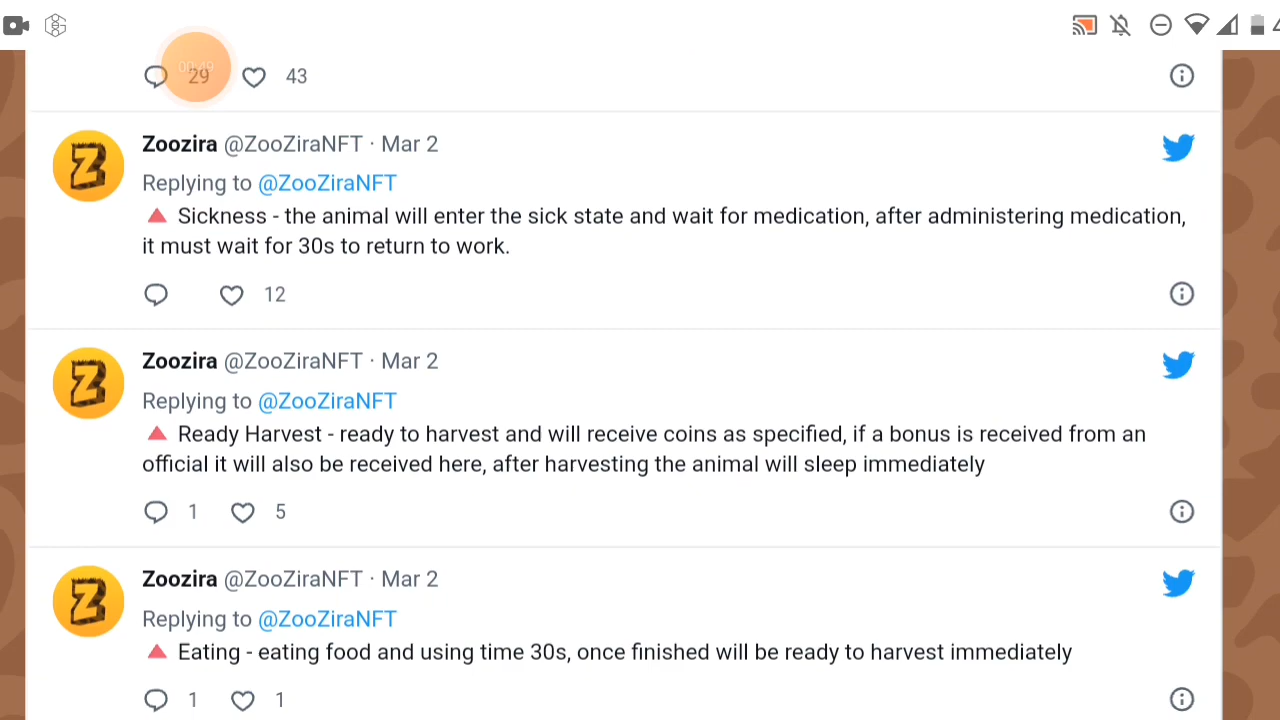 00:49
29 43
Zoozira @ZooZiraNFT · Mar 2
Replying to @ZooZiraNFT
🔺 Sickness - the animal will enter the sick state and wait for medication, after administering medication,
it must wait for 30s to return to work.
12
Zoozira @ZooZiraNFT · Mar 2
Replying to @ZooZiraNFT
🔺 Ready Harvest - ready to harvest and will receive coins as specified, if a bonus is received from an
official it will also be received here, after harvesting the animal will sleep immediately
1 5
Zoozira @ZooZiraNFT · Mar 2
Replying to @ZooZiraNFT
🔺 Eating - eating food and using time 30s, once finished will be ready to harvest immediately
1 1